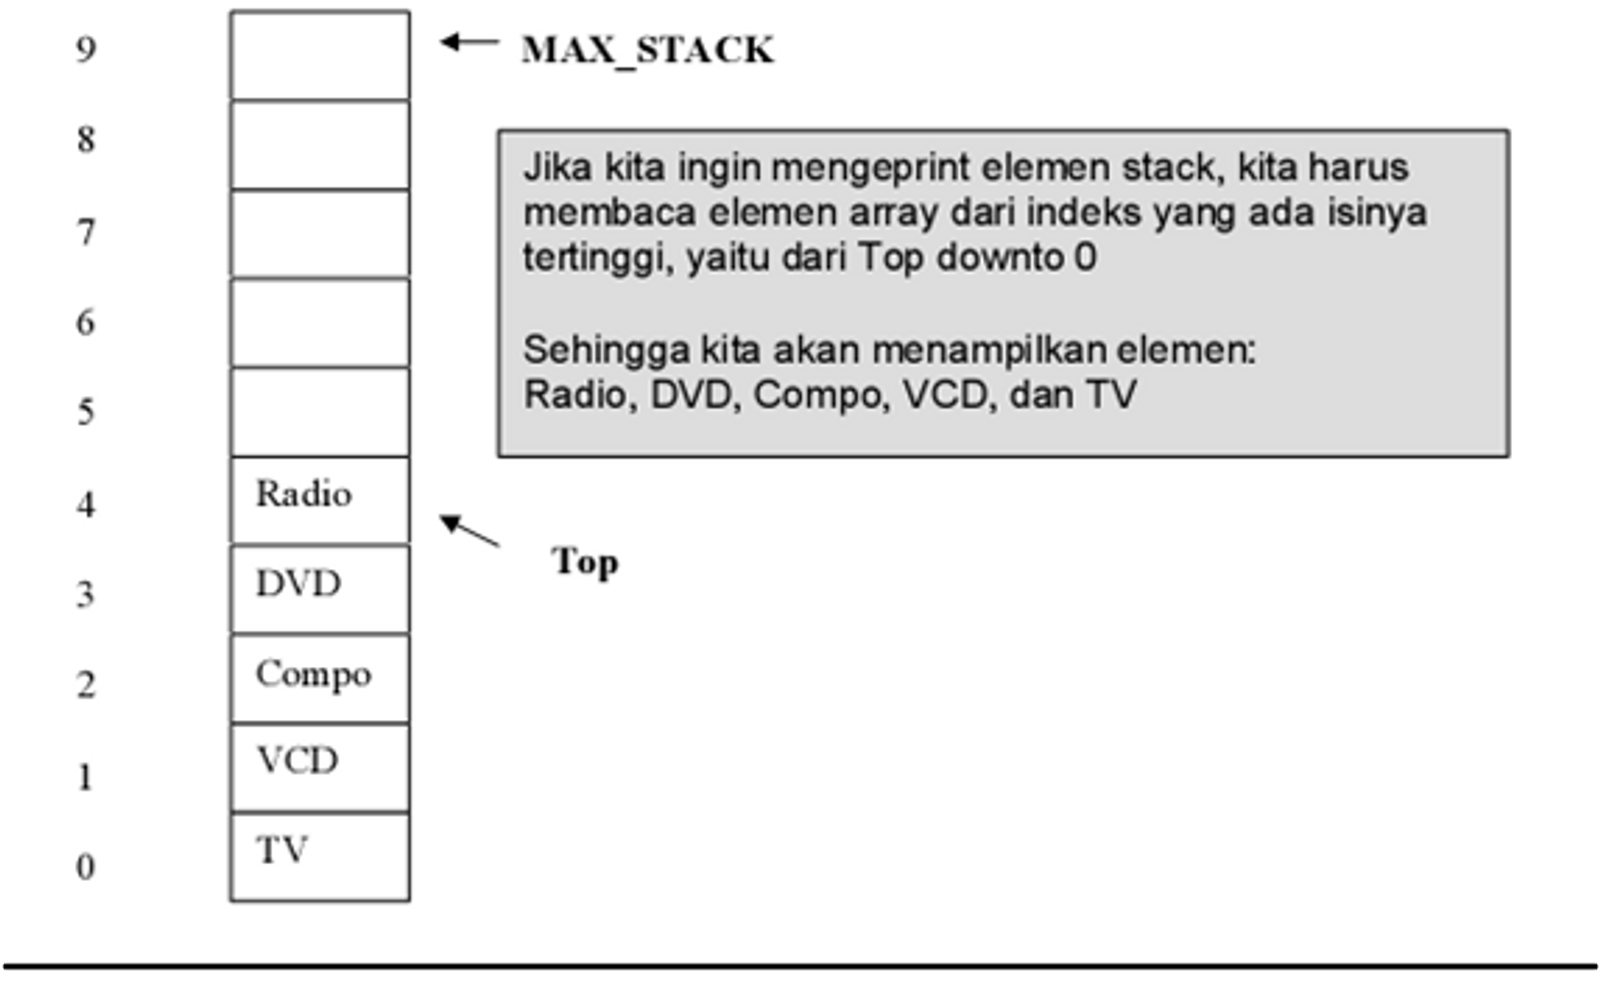 9
MAX_STACK
8
Jika kita ingin mengeprint elemen stack, kita harus
membaca elemen array dari indeks yang ada isinya
tertinggi, yaitu dari Top downto 0
7
6
Sehingga kita akan menampilkan elemen:
Radio, DVD, Compo, VCD, dan TV
5
4
Radio
Top
3
DVD
2
Compo
1
VCD
0
TV